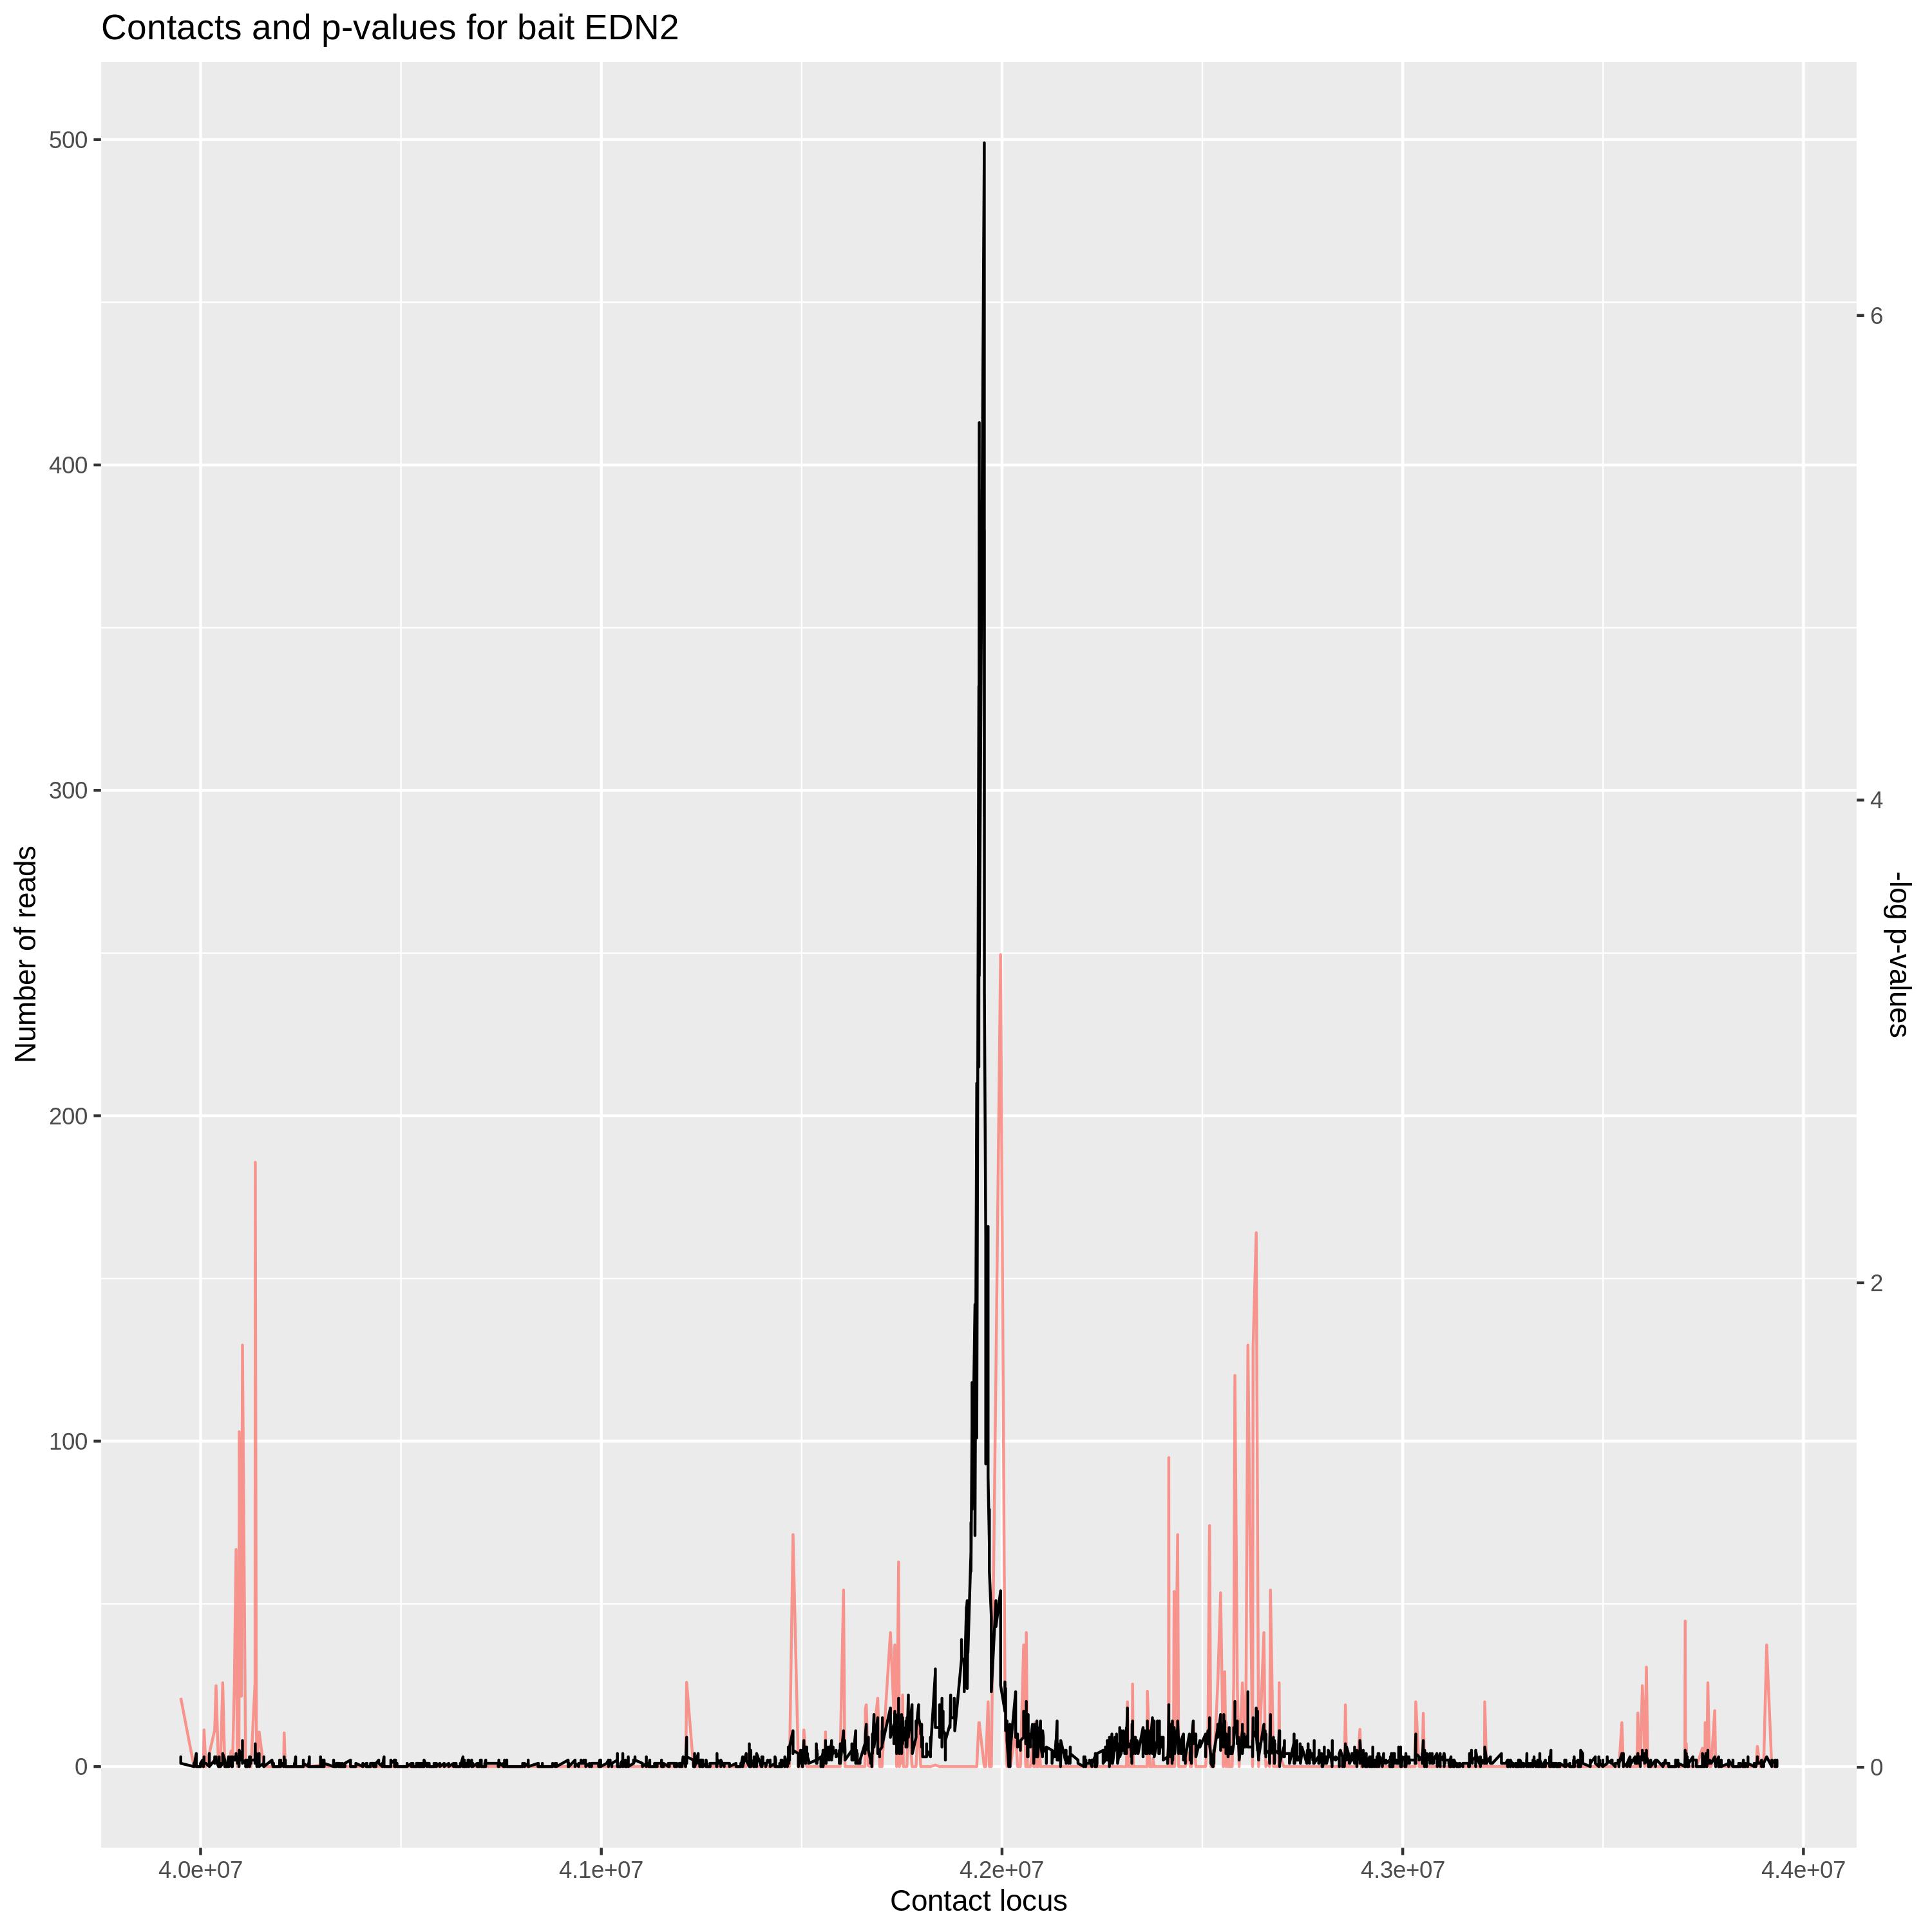 Contacts and p-values for bait EDN2
500
400
300
200
100
0
Number of reads
6
4
2
0
-log p-values
4.0e+07
4.1e+07
4.2e+07
4.3e+07
4.4e+07
Contact locus